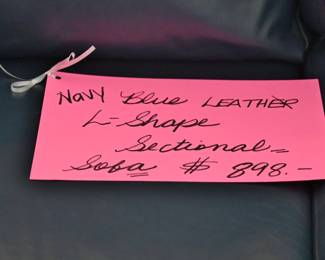 Navy Blue LEATHER
L-Shape
Sectional
Sofa $ 898.-